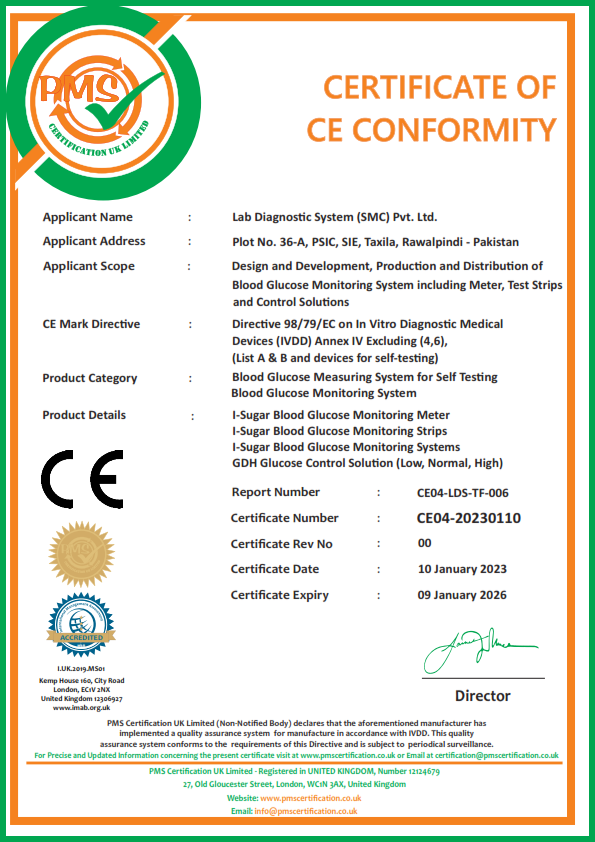 PMS
CERTIFICATION UK LIMITED
CERTIFICATE OF
CE CONFORMITY
Applicant Name : Lab Diagnostic System (SMC) Pvt. Ltd.
Applicant Address : Plot No. 36-A, PSIC, SIE, Taxila, Rawalpindi - Pakistan
Applicant Scope : Design and Development, Production and Distribution of
Blood Glucose Monitoring System including Meter, Test Strips
and Control Solutions
CE Mark Directive : Directive 98/79/EC on In Vitro Diagnostic Medical
Devices (IVDD) Annex IV Excluding (4,6),
(List A & B and devices for self-testing)
Product Category : Blood Glucose Measuring System for Self Testing
Blood Glucose Monitoring System
Product Details : I-Sugar Blood Glucose Monitoring Meter
I-Sugar Blood Glucose Monitoring Strips
I-Sugar Blood Glucose Monitoring Systems
GDH Glucose Control Solution (Low, Normal, High)
CE
Report Number : CE04-LDS-TF-006
Certificate Number : CE04-20230110
Certificate Rev No : 00
Certificate Date : 10 January 2023
Certificate Expiry : 09 January 2026
PMS
ACCREDITED
I.UK.2019.MS01
Kemp House 160, City Road
London, EC1V 2NX
United Kingdom 12306927
www.imab.org.uk
Director
PMS Certification UK Limited (Non-Notified Body) declares that the aforementioned manufacturer has
implemented a quality assurance system for manufacture in accordance with IVDD. This quality
assurance system conforms to the requirements of this Directive and is subject to periodical surveillance.
For Precise and Updated Information concerning the present certificate visit at www.pmscertification.co.uk or Email at certification@pmscertification.co.uk
PMS Certification UK Limited - Registered in UNITED KINGDOM, Number 12124679
27, Old Gloucester Street, London, WC1N 3AX, United Kingdom
Website: www.pmscertification.co.uk
Email: info@pmscertification.co.uk